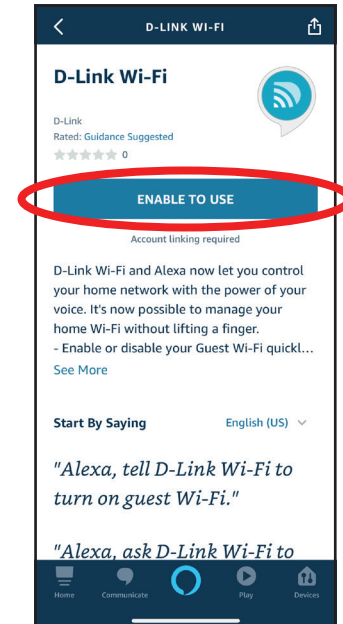 D-LINK WI-FI
D-Link Wi-Fi
D-Link
Rated: Guidance Suggested
0
ENABLE TO USE
Account linking required
D-Link Wi-Fi and Alexa now let you control
your home network with the power of your
voice. It's now possible to manage your
home Wi-Fi without lifting a finger.
- Enable or disable your Guest Wi-Fi quickl...
See More
Start By Saying
English (US)
"Alexa, tell D-Link Wi-Fi to
turn on guest Wi-Fi."
"Alexa, ask D-Link Wi-Fi to
Home
Communicate
Play
Devices